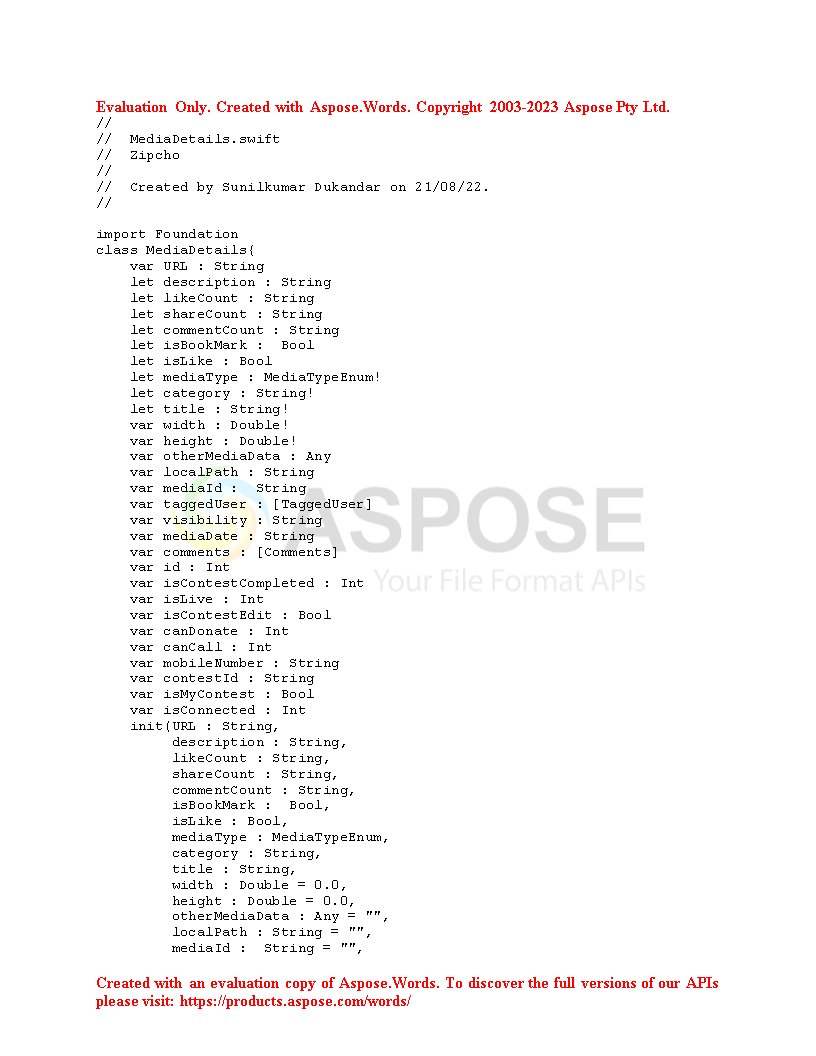 Evaluation Only. Created with Aspose.Words. Copyright 2003-2023 Aspose Pty Ltd.
//
//  MediaDetails.swift
//  Zipcho
//
//  Created by Sunilkumar Dukandar on 21/08/22.
//

import Foundation
class MediaDetails{
    var URL : String
    let description : String
    let likeCount : String
    let shareCount : String
    let commentCount : String
    let isBookMark :  Bool
    let isLike : Bool
    let mediaType : MediaTypeEnum!
    let category : String!
    let title : String!
    var width : Double!
    var height : Double!
    var otherMediaData : Any
    var localPath : String
    var mediaId :  String
    var taggedUser : [TaggedUser]
    var visibility : String
    var mediaDate : String
    var comments : [Comments]
    var id : Int
    var isContestCompleted : Int
    var isLive : Int
    var isContestEdit : Bool
    var canDonate : Int
    var canCall : Int
    var mobileNumber : String
    var contestId : String
    var isMyContest : Bool
    var isConnected : Int
    init(URL : String,
         description : String,
         likeCount : String,
         shareCount : String,
         commentCount : String,
         isBookMark :  Bool,
         isLike : Bool,
         mediaType : MediaTypeEnum,
         category : String,
         title : String,
         width : Double = 0.0,
         height : Double = 0.0,
         otherMediaData : Any = "",
         localPath : String = "",
         mediaId :  String = "",
ASPOSE
Your File Format APIs
Created with an evaluation copy of Aspose.Words. To discover the full versions of our APIs
please visit: https://products.aspose.com/words/